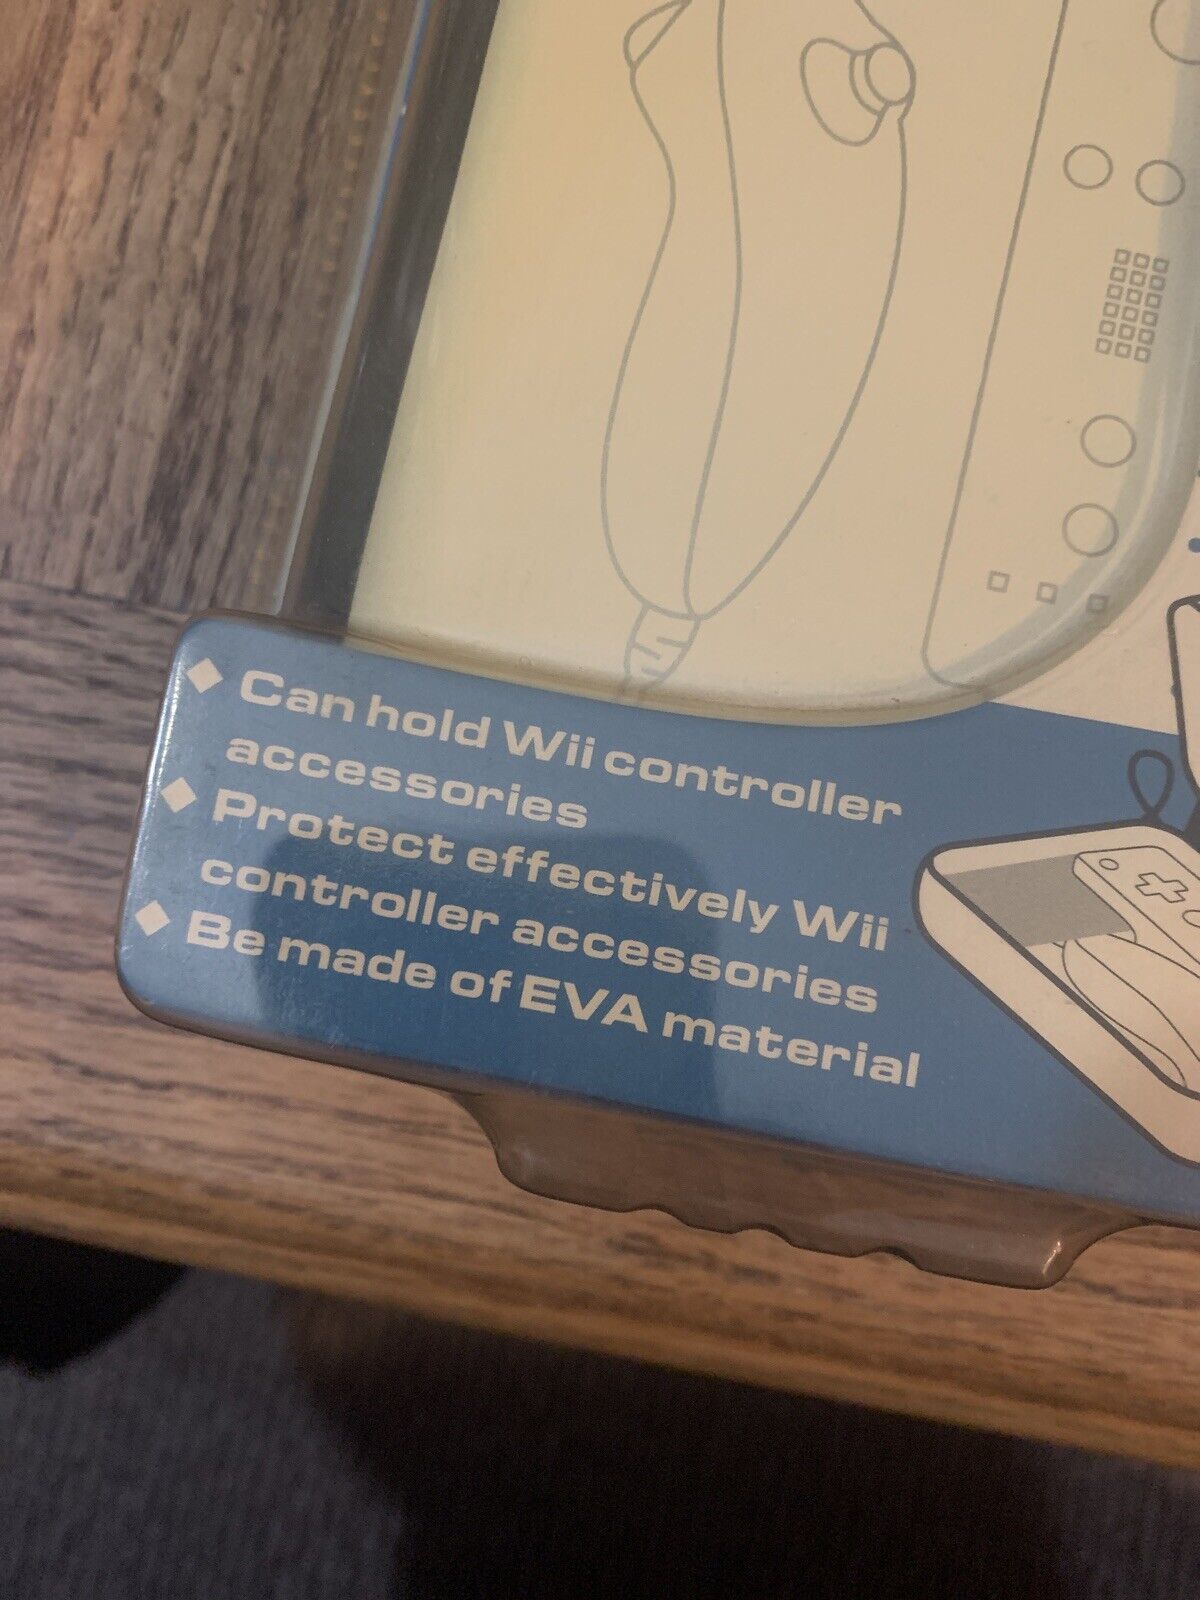 ◆ Can hold Wii controller
accessories
◆ Protect effectively Wii
controller accessories
◆ Be made of EVA material